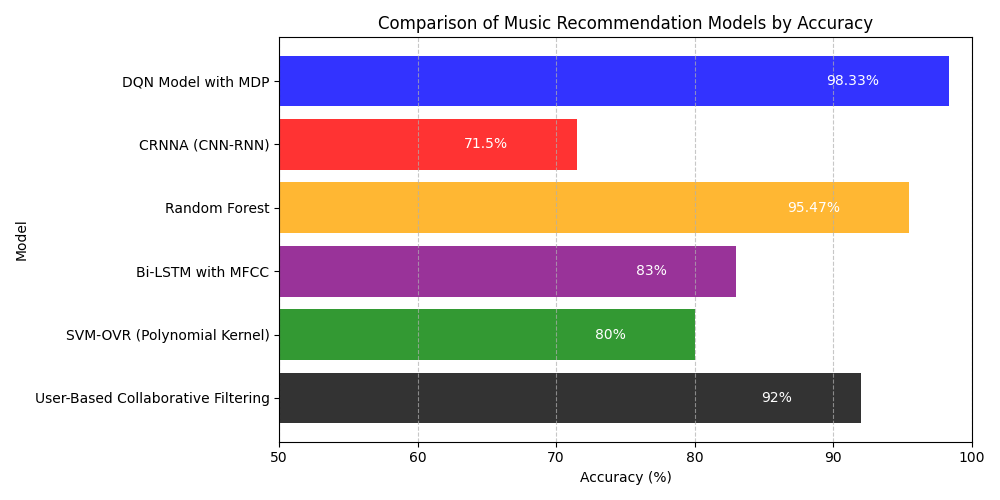 Comparison of Music Recommendation Models by Accuracy
Model
DQN Model with MDP
98.33%
CRNNA (CNN-RNN)
71.5%
Random Forest
95.47%
Bi-LSTM with MFCC
83%
SVM-OVR (Polynomial Kernel)
80%
User-Based Collaborative Filtering
92%
50 60 70 80 90 100
Accuracy (%)